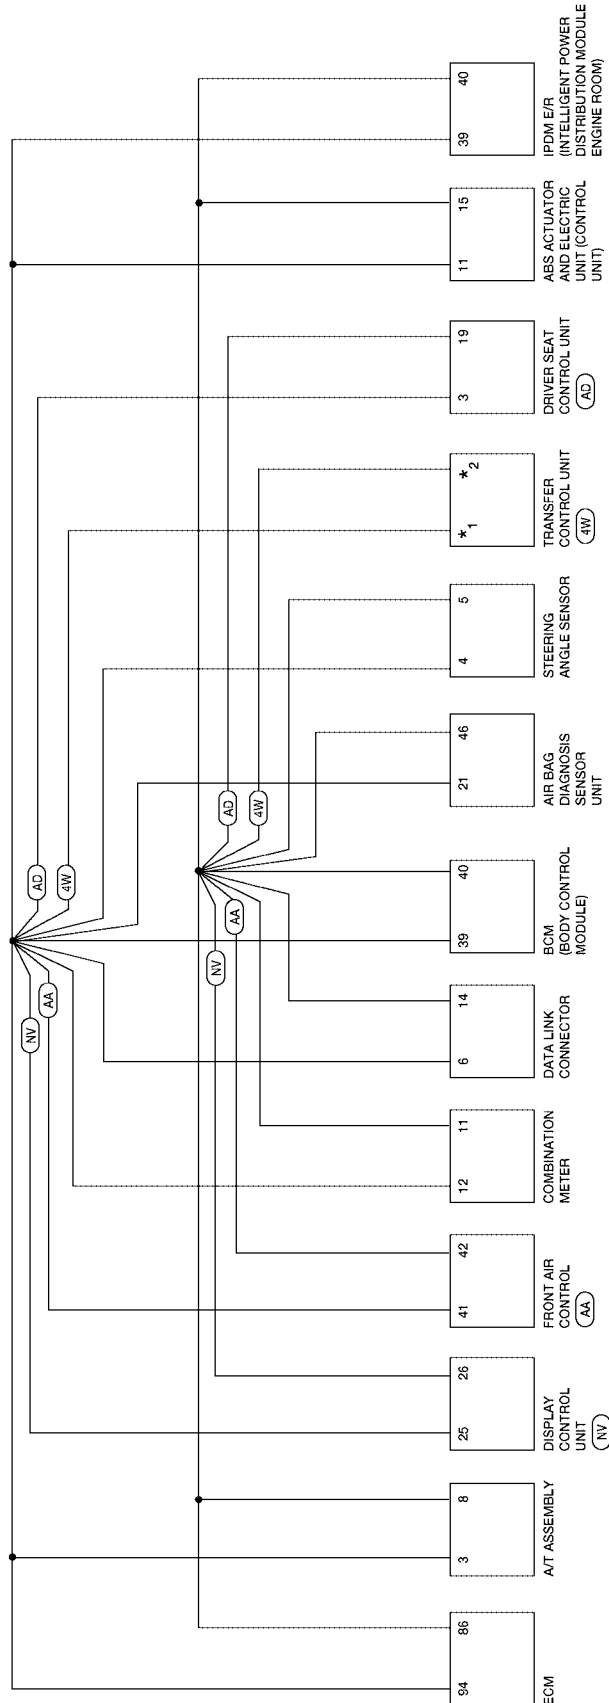 94
86
ECM
3
8
A/T ASSEMBLY
25
26
DISPLAY
CONTROL
UNIT
NV
41
42
FRONT AIR
CONTROL
AA
12
11
COMBINATION
METER
6
14
DATA LINK
CONNECTOR
39
40
BCM
(BODY CONTROL
MODULE)
21
46
AIR BAG
DIAGNOSIS
SENSOR
UNIT
4
5
STEERING
ANGLE SENSOR
*1
*2
TRANSFER
CONTROL UNIT
4W
3
19
DRIVER SEAT
CONTROL UNIT
AD
11
15
ABS ACTUATOR
AND ELECTRIC
UNIT (CONTROL
UNIT)
39
40
IPDM E/R
(INTELLIGENT POWER
DISTRIBUTION MODULE
ENGINE ROOM)
NV
AA
4W
AD
NV
AA
4W
AD